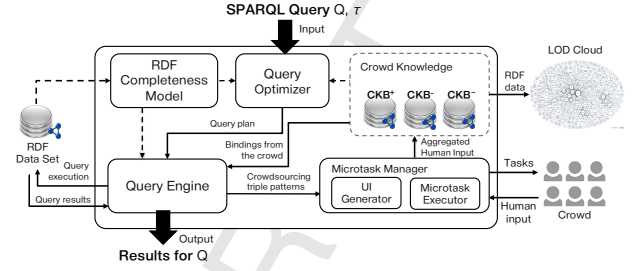 SPARQL Query Q, τ
Input
RDF
Completeness
Model
Query
Optimizer
Crowd Knowledge
CKB+ CKB- CKB~
RDF
data
LOD Cloud
RDF
Data Set
Query plan
Bindings from
the crowd
Aggregated
Human Input
Query
execution
Query Engine
Crowdsourcing
triple patterns
Microtask Manager
UI
Generator
Microtask
Executor
Tasks
Human
input
Crowd
Query results
Output
Results for Q